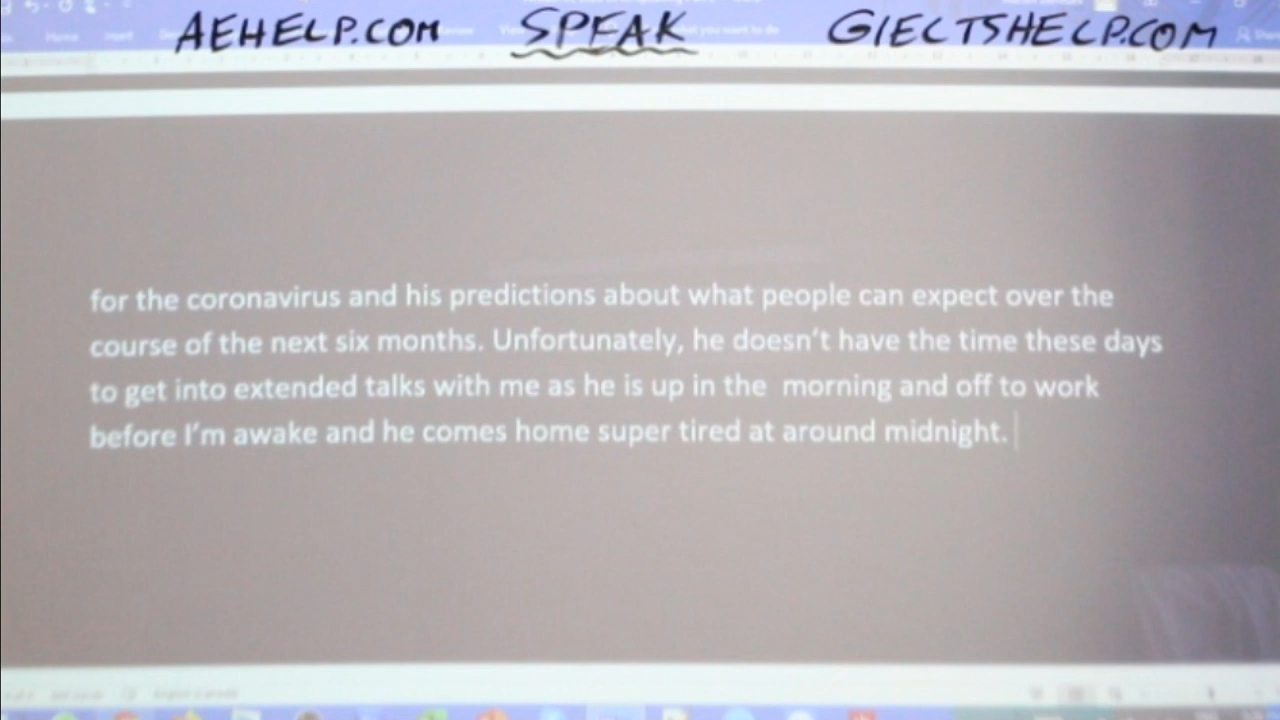 AEHELP.COM SPEAK GIELTSHELP.COM
Home Insert
for the coronavirus and his predictions about what people can expect over the
course of the next six months. Unfortunately, he doesn't have the time these days
to get into extended talks with me as he is up in the morning and off to work
before I'm awake and he comes home super tired at around midnight.